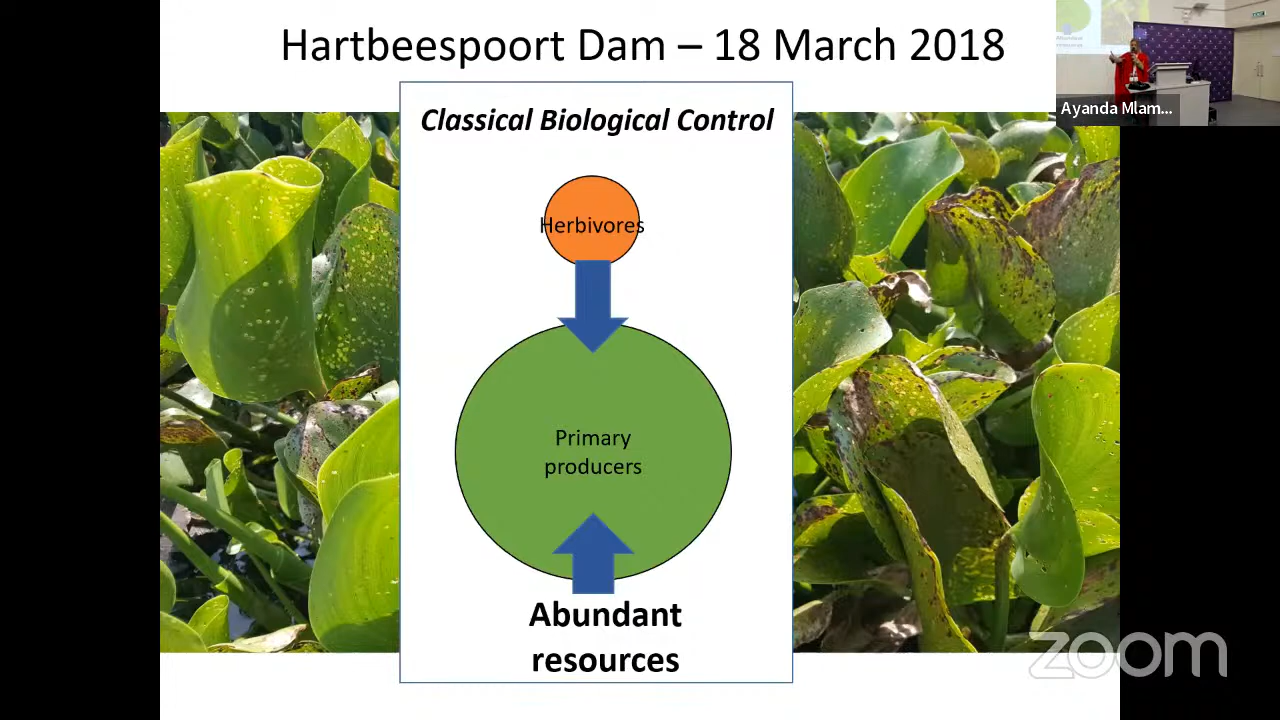 Hartbeespoort Dam – 18 March 2018
Ayanda Mlam...
Classical Biological Control
Herbivores
Primary
producers
Abundant
resources
zoom